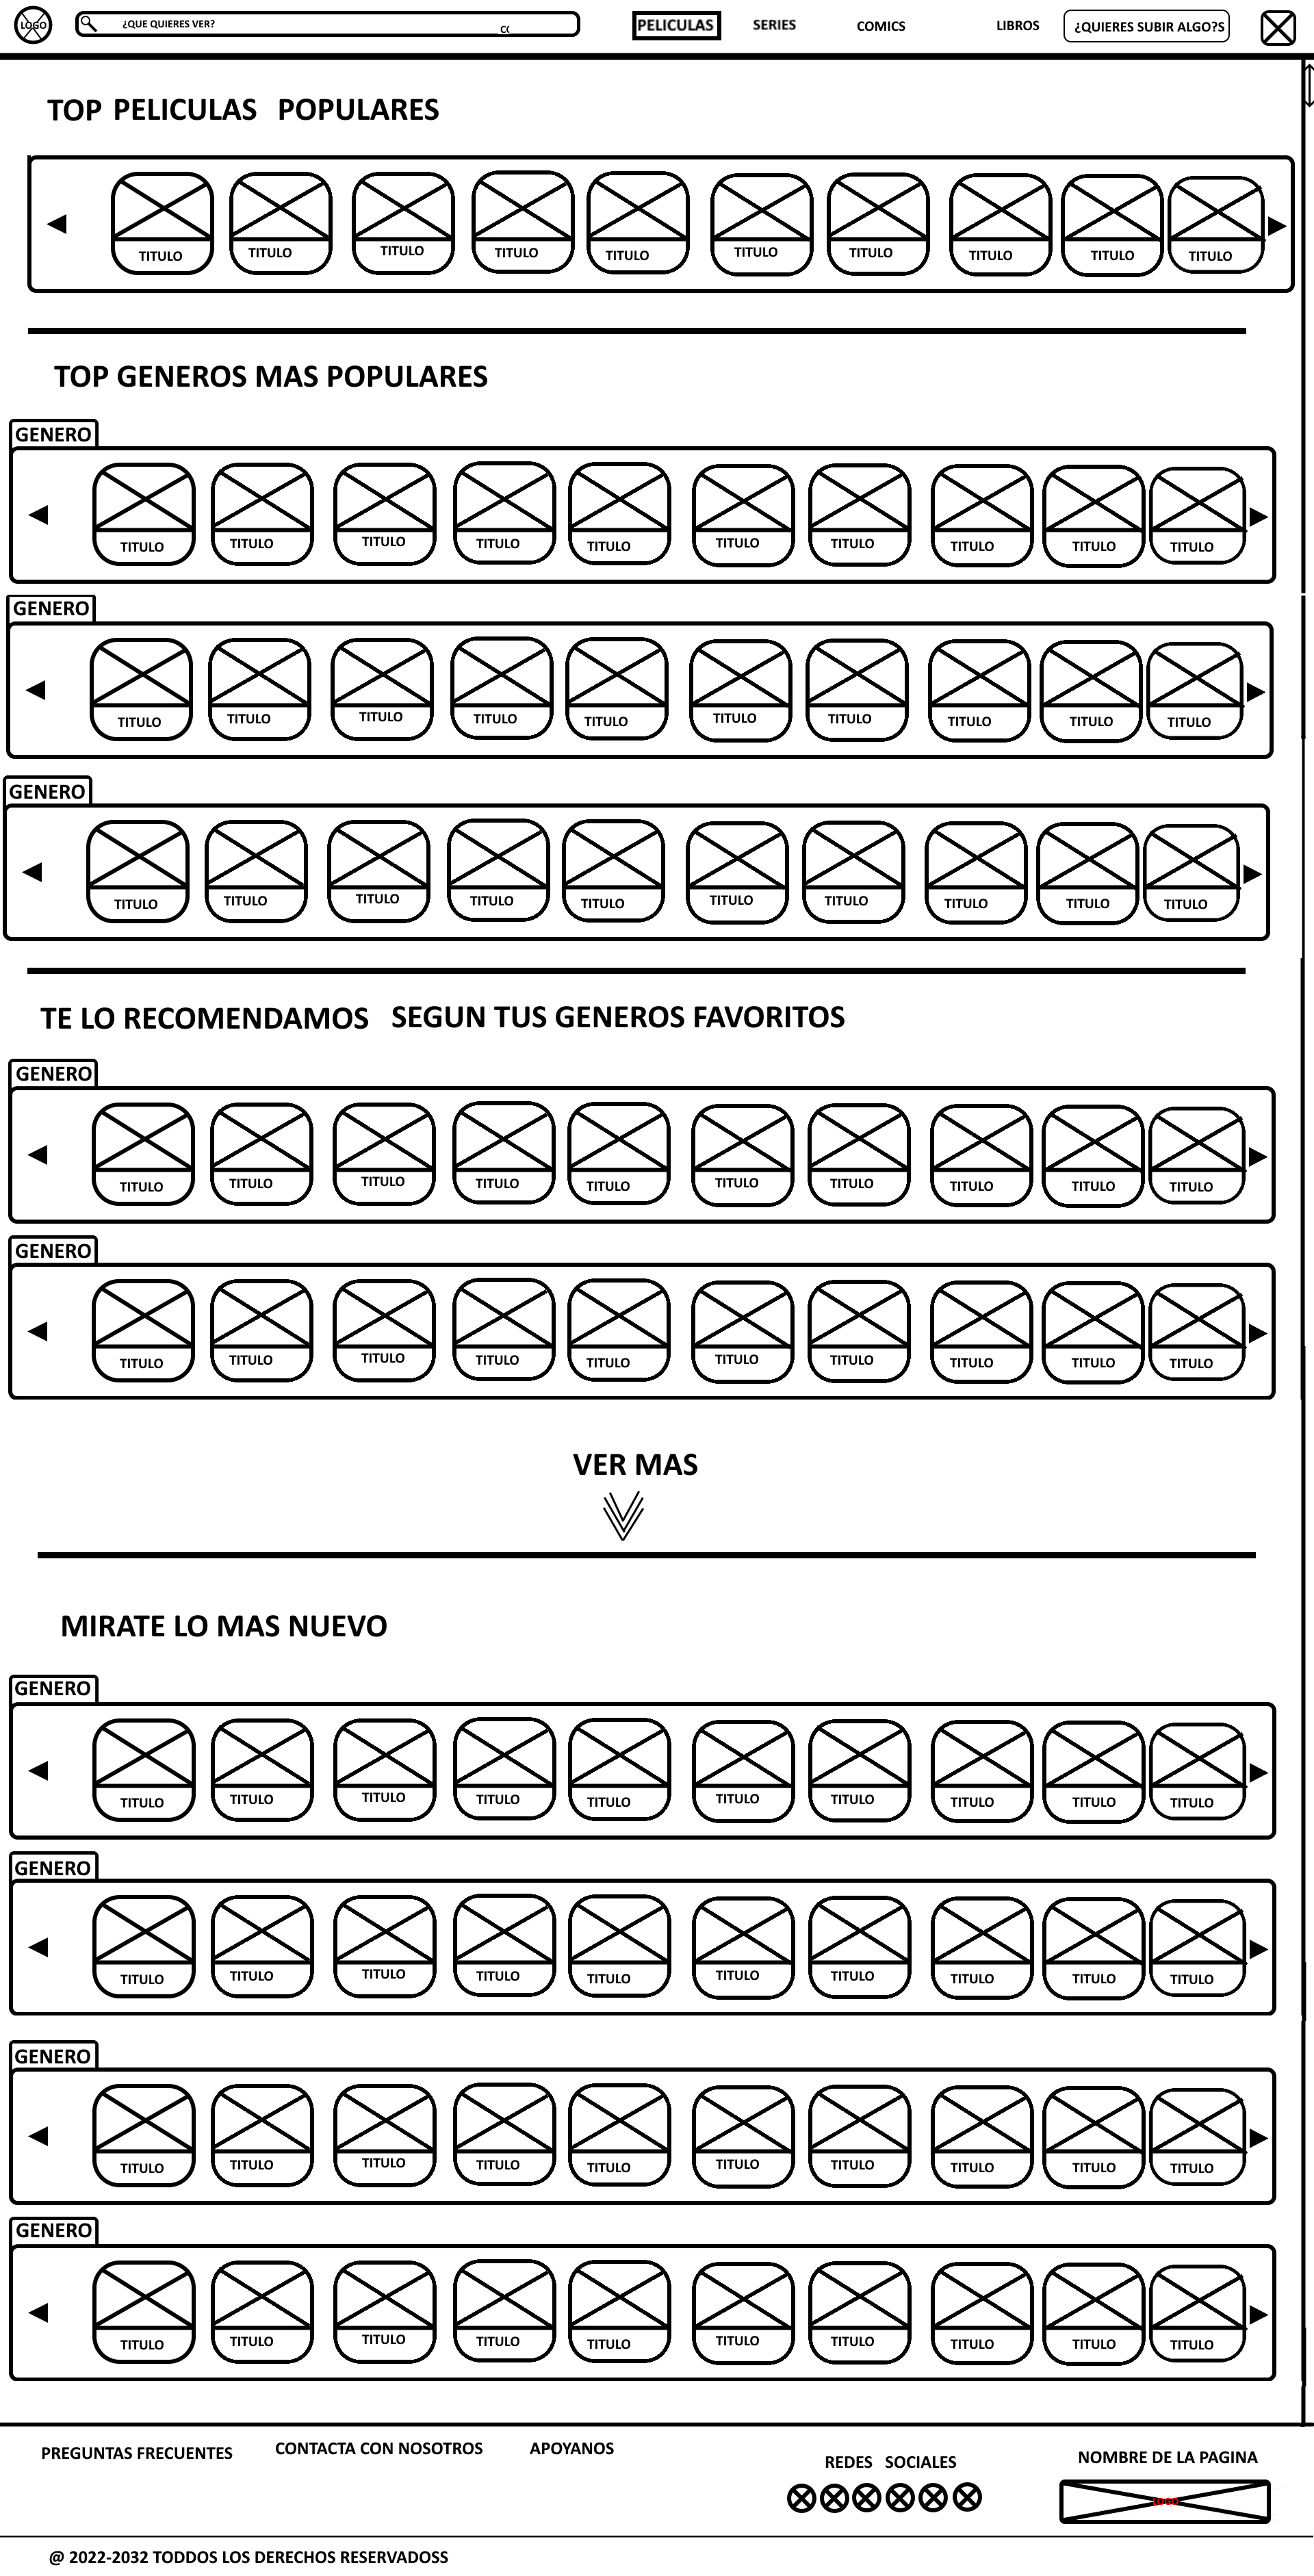 LOGO ¿QUE QUIERES VER? PELICULAS SERIES COMICS LIBROS ¿QUIERES SUBIR ALGO?S
TOP PELICULAS POPULARES
TITULO TITULO TITULO TITULO TITULO TITULO TITULO TITULO TITULO TITULO
TOP GENEROS MAS POPULARES
GENERO
TITULO TITULO TITULO TITULO TITULO TITULO TITULO TITULO TITULO TITULO
GENERO
TITULO TITULO TITULO TITULO TITULO TITULO TITULO TITULO TITULO TITULO
GENERO
TITULO TITULO TITULO TITULO TITULO TITULO TITULO TITULO TITULO TITULO
TE LO RECOMENDAMOS SEGUN TUS GENEROS FAVORITOS
GENERO
TITULO TITULO TITULO TITULO TITULO TITULO TITULO TITULO TITULO TITULO
GENERO
TITULO TITULO TITULO TITULO TITULO TITULO TITULO TITULO TITULO TITULO
VER MAS
MIRATE LO MAS NUEVO
GENERO
TITULO TITULO TITULO TITULO TITULO TITULO TITULO TITULO TITULO TITULO
GENERO
TITULO TITULO TITULO TITULO TITULO TITULO TITULO TITULO TITULO TITULO
GENERO
TITULO TITULO TITULO TITULO TITULO TITULO TITULO TITULO TITULO TITULO
GENERO
TITULO TITULO TITULO TITULO TITULO TITULO TITULO TITULO TITULO TITULO
PREGUNTAS FRECUENTES CONTACTA CON NOSOTROS APOYANOS
REDES SOCIALES NOMBRE DE LA PAGINA
LOGO
@ 2022-2032 TODDOS LOS DERECHOS RESERVADOSS